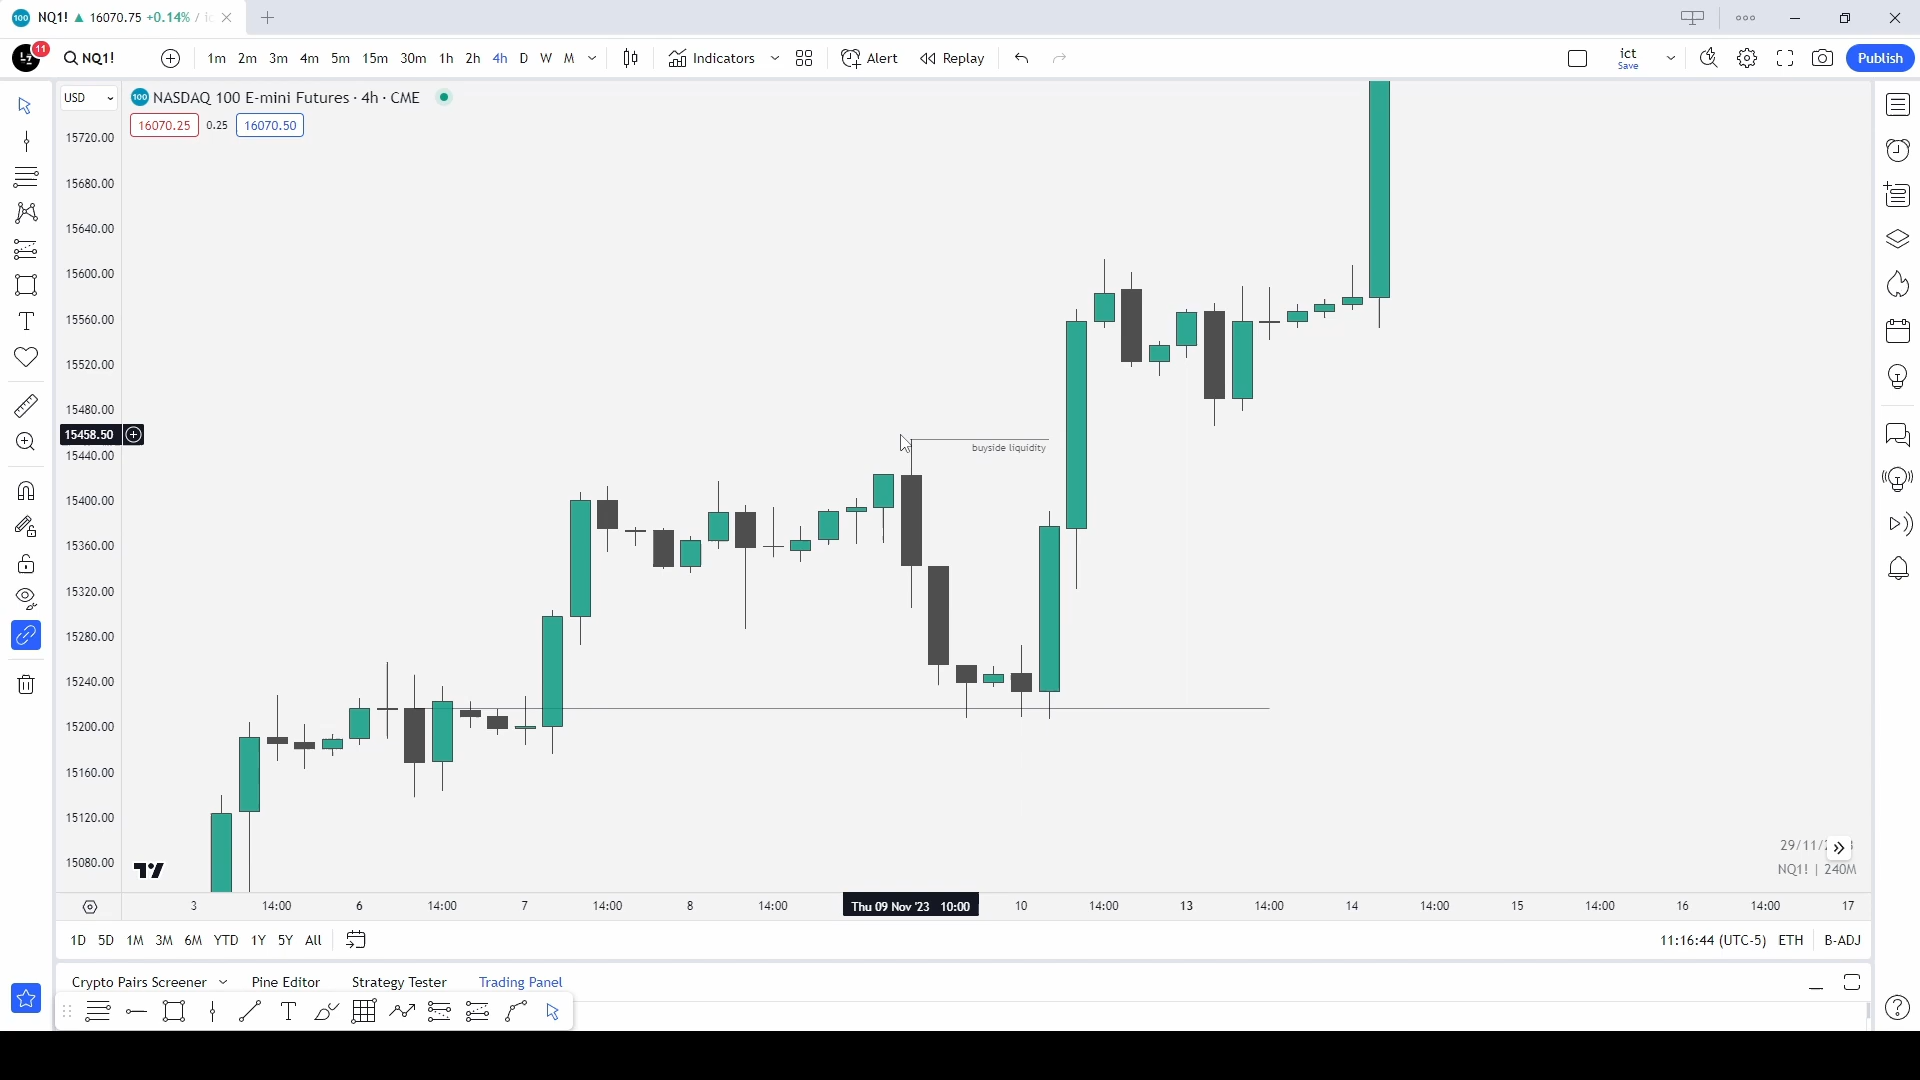 100 NQ1! ▲ 16070.75 +0.14% / ic
11
NQ1!
1m 2m 3m 4m 5m 15m 30m 1h 2h 4h D W M Indicators Alert Replay ict Save Publish
USD 100 NASDAQ 100 E-mini Futures · 4h · CME
16070.25 0.25 16070.50
15720.00
15680.00
15640.00
15600.00
15560.00
15520.00
15480.00
15458.50
15440.00
buyside liquidity
15400.00
15360.00
15320.00
15280.00
15240.00
15200.00
15160.00
15120.00
15080.00
29/11/
NQ1! | 240M
3 14:00 6 14:00 7 14:00 8 14:00 Thu 09 Nov '23 10:00 10 14:00 13 14:00 14 14:00 15 14:00 16 14:00 17
1D 5D 1M 3M 6M YTD 1Y 5Y All 11:16:44 (UTC-5) ETH B-ADJ
Crypto Pairs Screener Pine Editor Strategy Tester Trading Panel